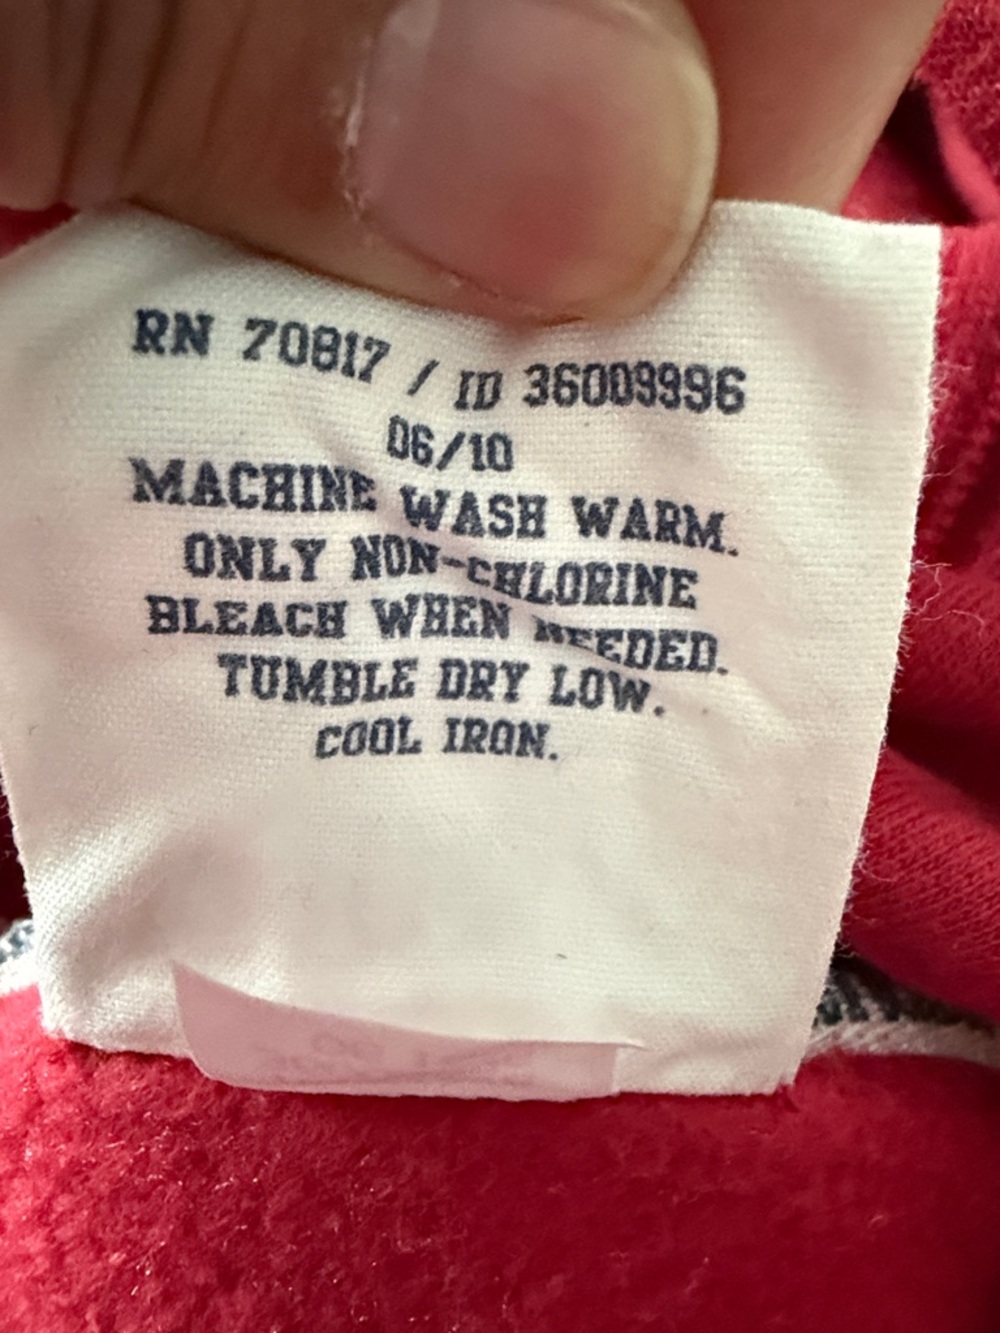 RN 70817 / ID 36009996
06/10
MACHINE WASH WARM.
ONLY NON-CHLORINE
BLEACH WHEN NEEDED.
TUMBLE DRY LOW.
COOL IRON.